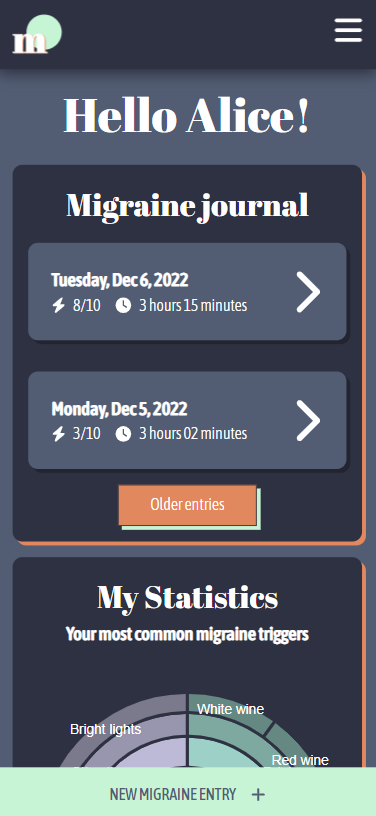 m
Hello Alice!
Migraine journal
Tuesday, Dec 6, 2022
8/10 3 hours 15 minutes
Monday, Dec 5, 2022
3/10 3 hours 02 minutes
Older entries
My Statistics
Your most common migraine triggers
White wine
Bright lights
Red wine
NEW MIGRAINE ENTRY +